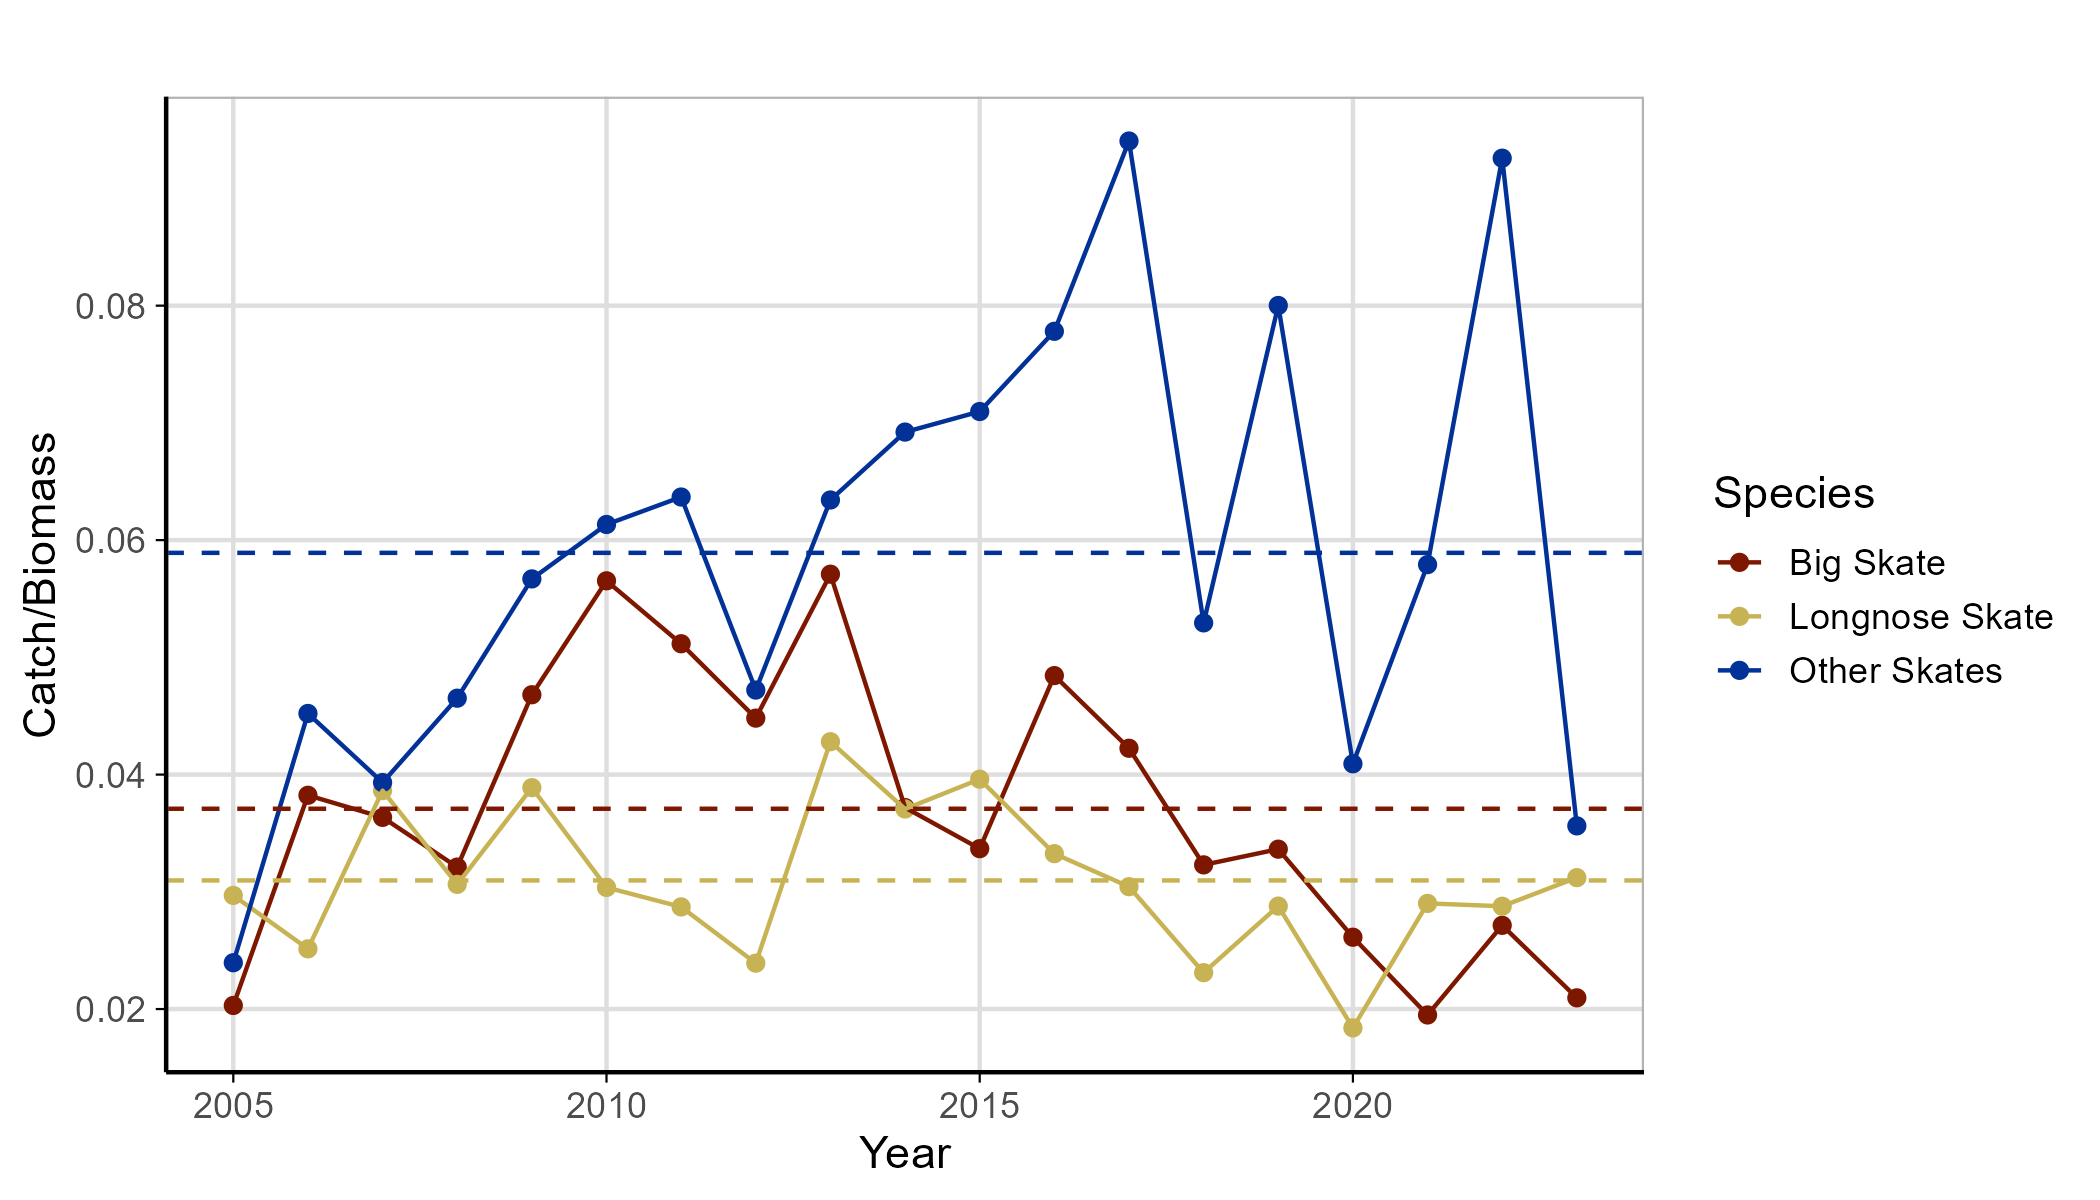 Catch/Biomass
0.08
0.06
0.04
0.02
2005 2010 2015 2020
Year
Species
Big Skate
Longnose Skate
Other Skates